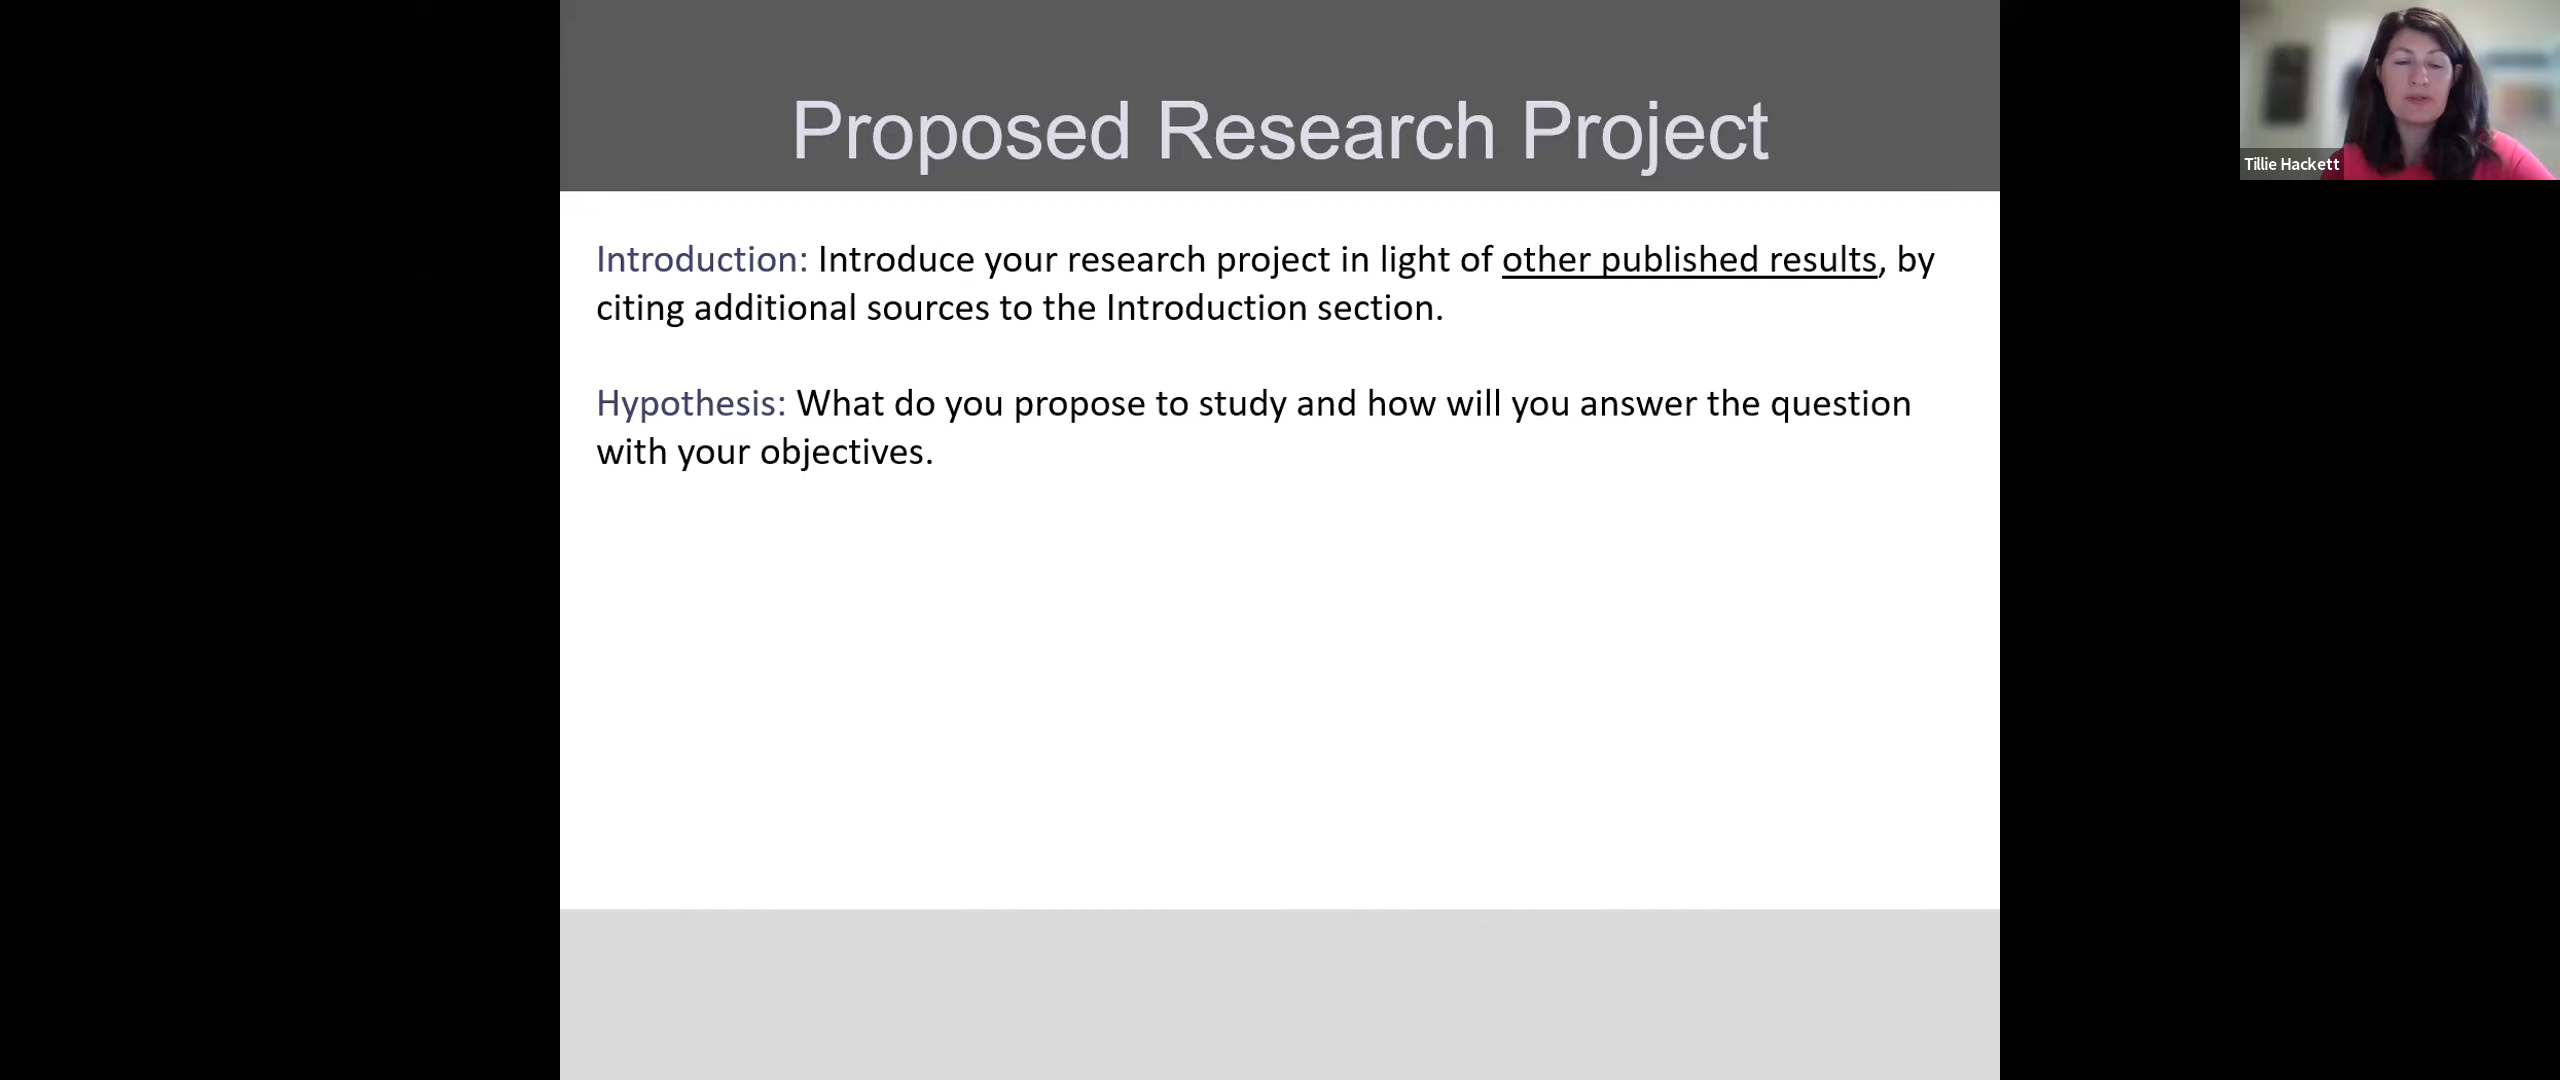 Proposed Research Project
Tillie Hackett
Introduction: Introduce your research project in light of other published results, by
citing additional sources to the Introduction section.
Hypothesis: What do you propose to study and how will you answer the question
with your objectives.